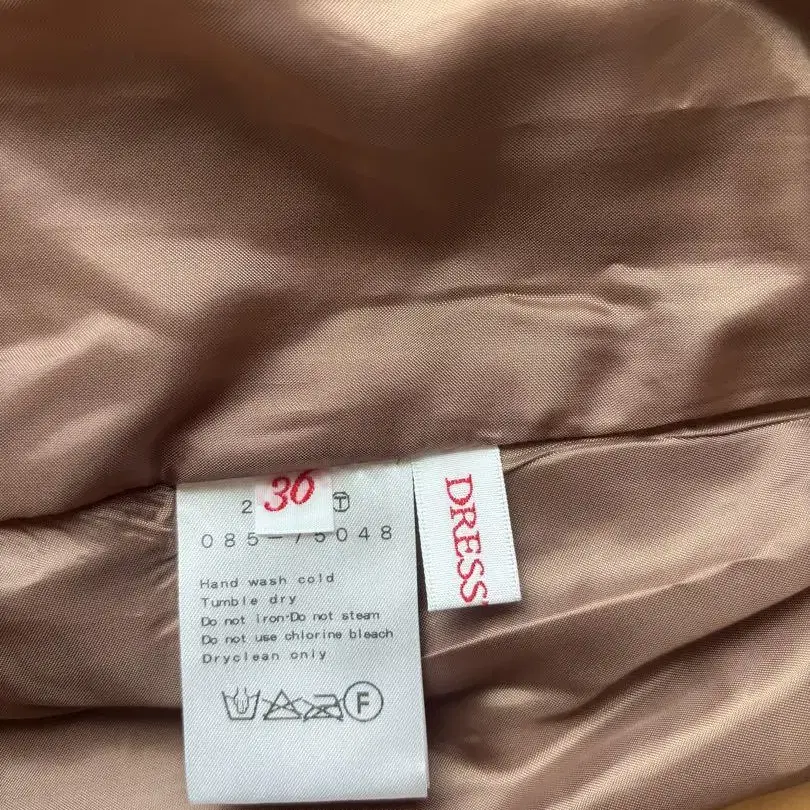 36
2 Ⓣ
085-75048
Hand wash cold
Tumble dry
Do not iron·Do not steam
Do not use chlorine bleach
Dryclean only
F
DRESS'